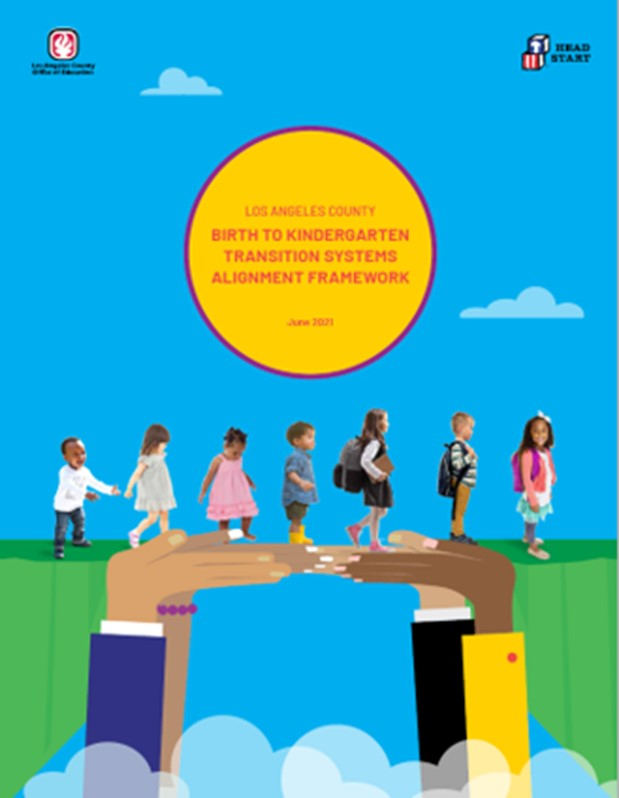 Los Angeles County
Office of Education
HEAD
START
LOS ANGELES COUNTY
BIRTH TO KINDERGARTEN
TRANSITION SYSTEMS
ALIGNMENT FRAMEWORK
June 2021